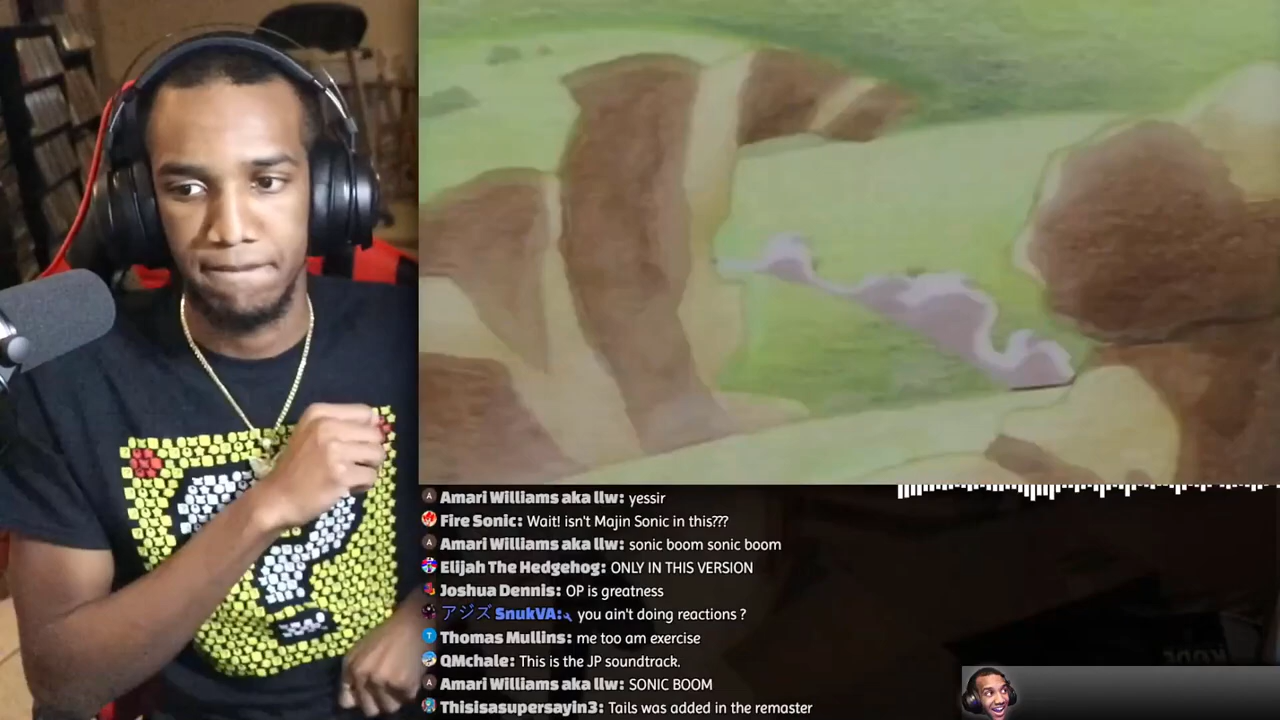 Amari Williams aka llw: yessir
Fire Sonic: Wait! isn't Majin Sonic in this???
Amari Williams aka llw: sonic boom sonic boom
Elijah The Hedgehog: ONLY IN THIS VERSION
Joshua Dennis: OP is greatness
アジズ SnukVA: you ain't doing reactions ?
Thomas Mullins: me too am exercise
QMchale: This is the JP soundtrack.
Amari Williams aka llw: SONIC BOOM
Thisisasupersayin3: Tails was added in the remaster